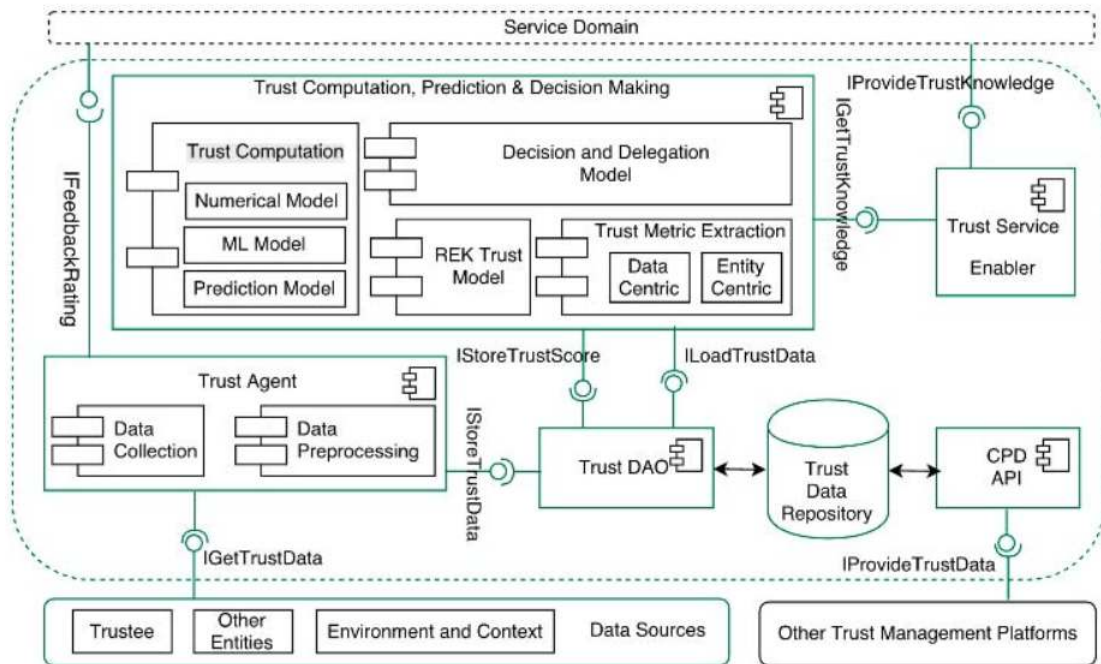 Service Domain
Trust Computation, Prediction & Decision Making
IProvideTrustKnowledge
IGetTrustKnowledge
IFeedbackRating
Trust Computation
Numerical Model
ML Model
Prediction Model
Decision and Delegation
Model
REK Trust
Model
Trust Metric Extraction
Data
Centric
Entity
Centric
Trust Service
Enabler
IStoreTrustScore
ILoadTrustData
Trust Agent
Data
Collection
Data
Preprocessing
IStoreTrustData
Trust DAO
Trust
Data
Repository
CPD
API
IGetTrustData
IProvideTrustData
Trustee
Other
Entities
Environment and Context
Data Sources
Other Trust Management Platforms